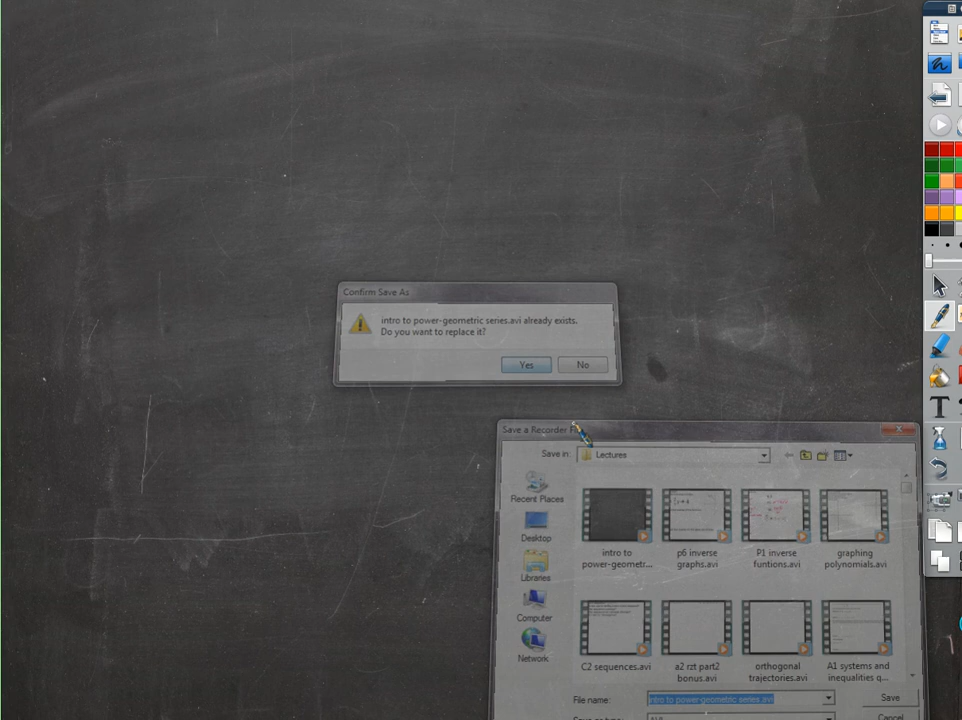 Confirm Save As
intro to power-geometric series.avi already exists.
Do you want to replace it?
Yes
No
Save a Recorder
Save in:
Lectures
Recent Places
Desktop
Libraries
Computer
Network
intro to
power-geometr...
p6 inverse
graphs.avi
P1 inverse
funtions.avi
graphing
polynomials.avi
C2 sequences.avi
a2 rzt part2
bonus.avi
orthogonal
trajectories.avi
A1 systems and
inequalities q...
File name:
intro to power-geometric series.avi
Save
Cancel
T